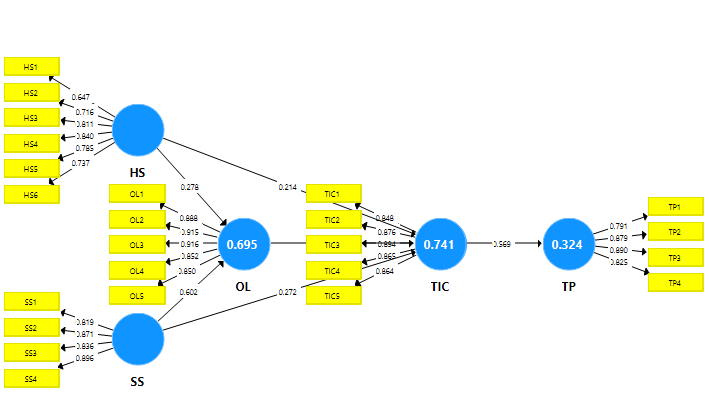 HS1
HS2
HS3
HS4
HS5
HS6
0.647
0.716
0.811
0.840
0.785
0.737
HS
0.278
0.214
OL1
OL2
OL3
OL4
OL5
0.888
0.915
0.916
0.852
0.850
0.695
OL
0.602
TIC1
TIC2
TIC3
TIC4
TIC5
0.848
0.876
0.894
0.865
0.864
0.741
TIC
0.569
0.324
TP
0.791
0.879
0.890
0.825
TP1
TP2
TP3
TP4
SS1
SS2
SS3
SS4
0.819
0.871
0.836
0.896
0.272
SS